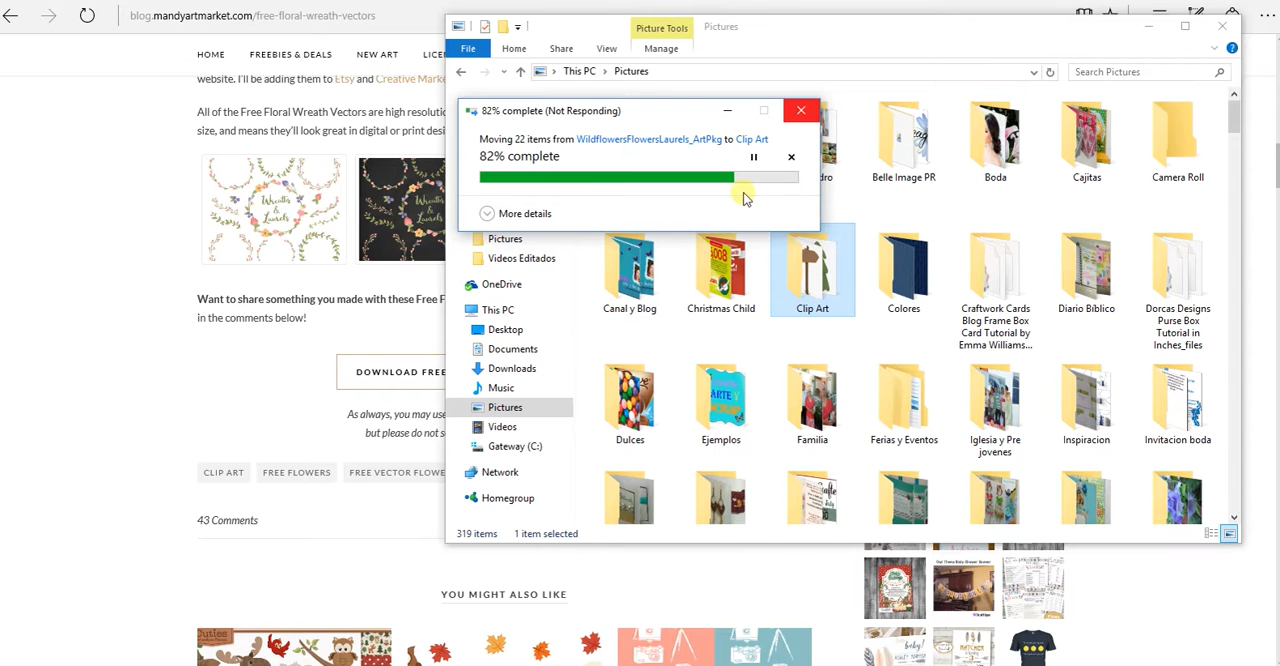 blog.mandyartmarket.com/free-floral-wreath-vectors
HOME FREEBIES & DEALS NEW ART
website. I'll be adding them to Etsy and Creative
All of the Free Floral Wreath Vectors are high
size, and means they'll look great in digital or print
Wreaths & Laurels
Want to share something you made with these Free
in the comments below!
DOWNLOAD FREE
As always, you may use
but please do not
CLIP ART FREE FLOWERS FREE VECTOR
43 Comments
YOU MIGHT ALSO LIKE
Picture Tools
Pictures
File Home Share View Manage
This PC > Pictures
Search Pictures
82% complete (Not Responding)
Moving 22 items from WildflowersFlowersLaurels_ArtPkg to Clip Art
82% complete
More details
Pictures
Videos Editados
OneDrive
This PC
Desktop
Documents
Downloads
Music
Pictures
Videos
Gateway (C:)
Network
Homegroup
Belle Image PR Boda Cajitas Camera Roll
Canal y Blog Christmas Child Clip Art Colores Craftwork Cards Blog Frame Box Card Tutorial by Emma Williams... Diario Bíblico Dorcas Designs Purse Box Tutorial in Inches_files
Dulces Ejemplos Familia Ferias y Eventos Iglesia y Pre jovenes Inspiracion Invitacion boda
319 items 1 item selected